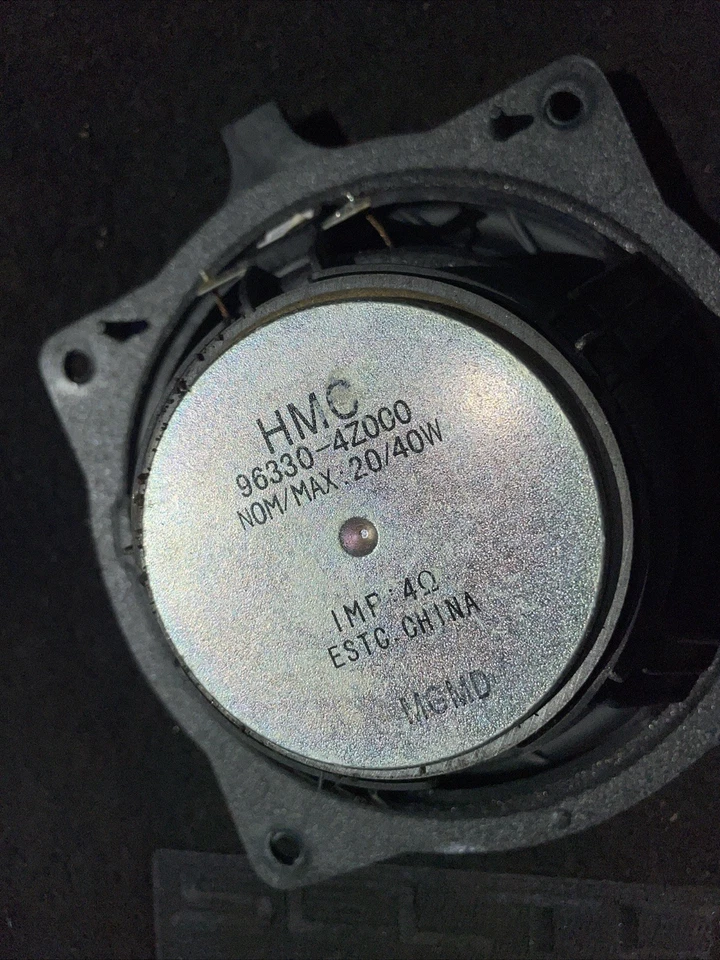 HMC
96330-4Z000
NOM/MAX:20/40W
IMP:4Ω
ESTC.CHINA
MGMD